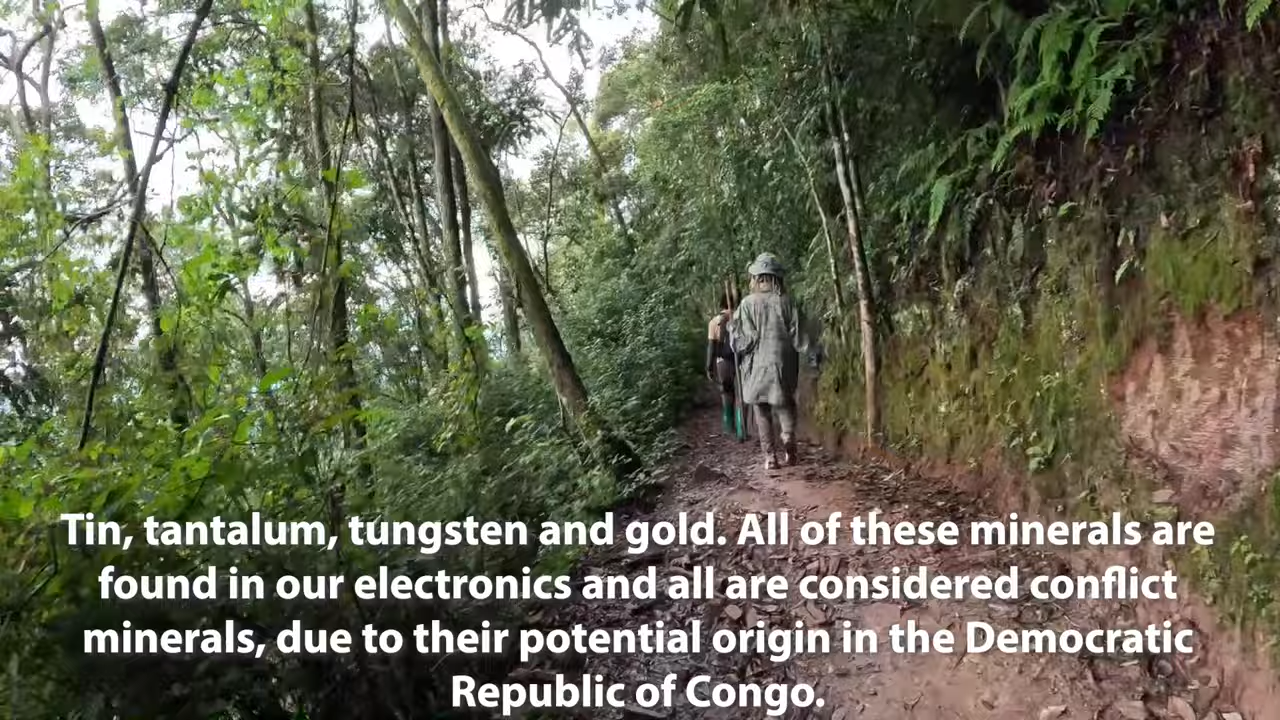 Tin, tantalum, tungsten and gold. All of these minerals are
found in our electronics and all are considered conflict
minerals, due to their potential origin in the Democratic
Republic of Congo.